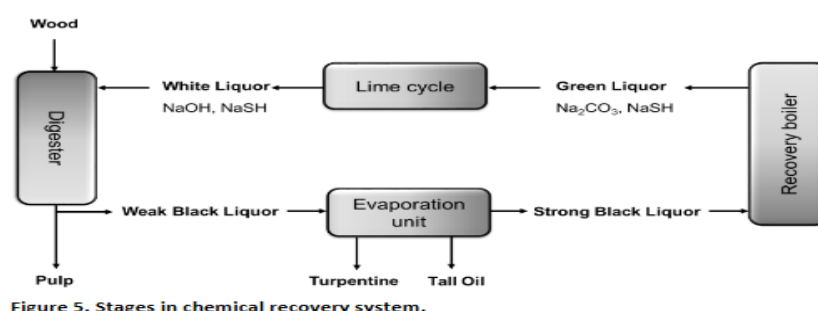 Wood
White Liquor
NaOH, NaSH
Lime cycle
Green Liquor
Na₂CO₃, NaSH
Digester
Recovery boiler
Weak Black Liquor
Evaporation
unit
Strong Black Liquor
Pulp
Turpentine
Tall Oil
Figure 5. Stages in chemical recovery system.